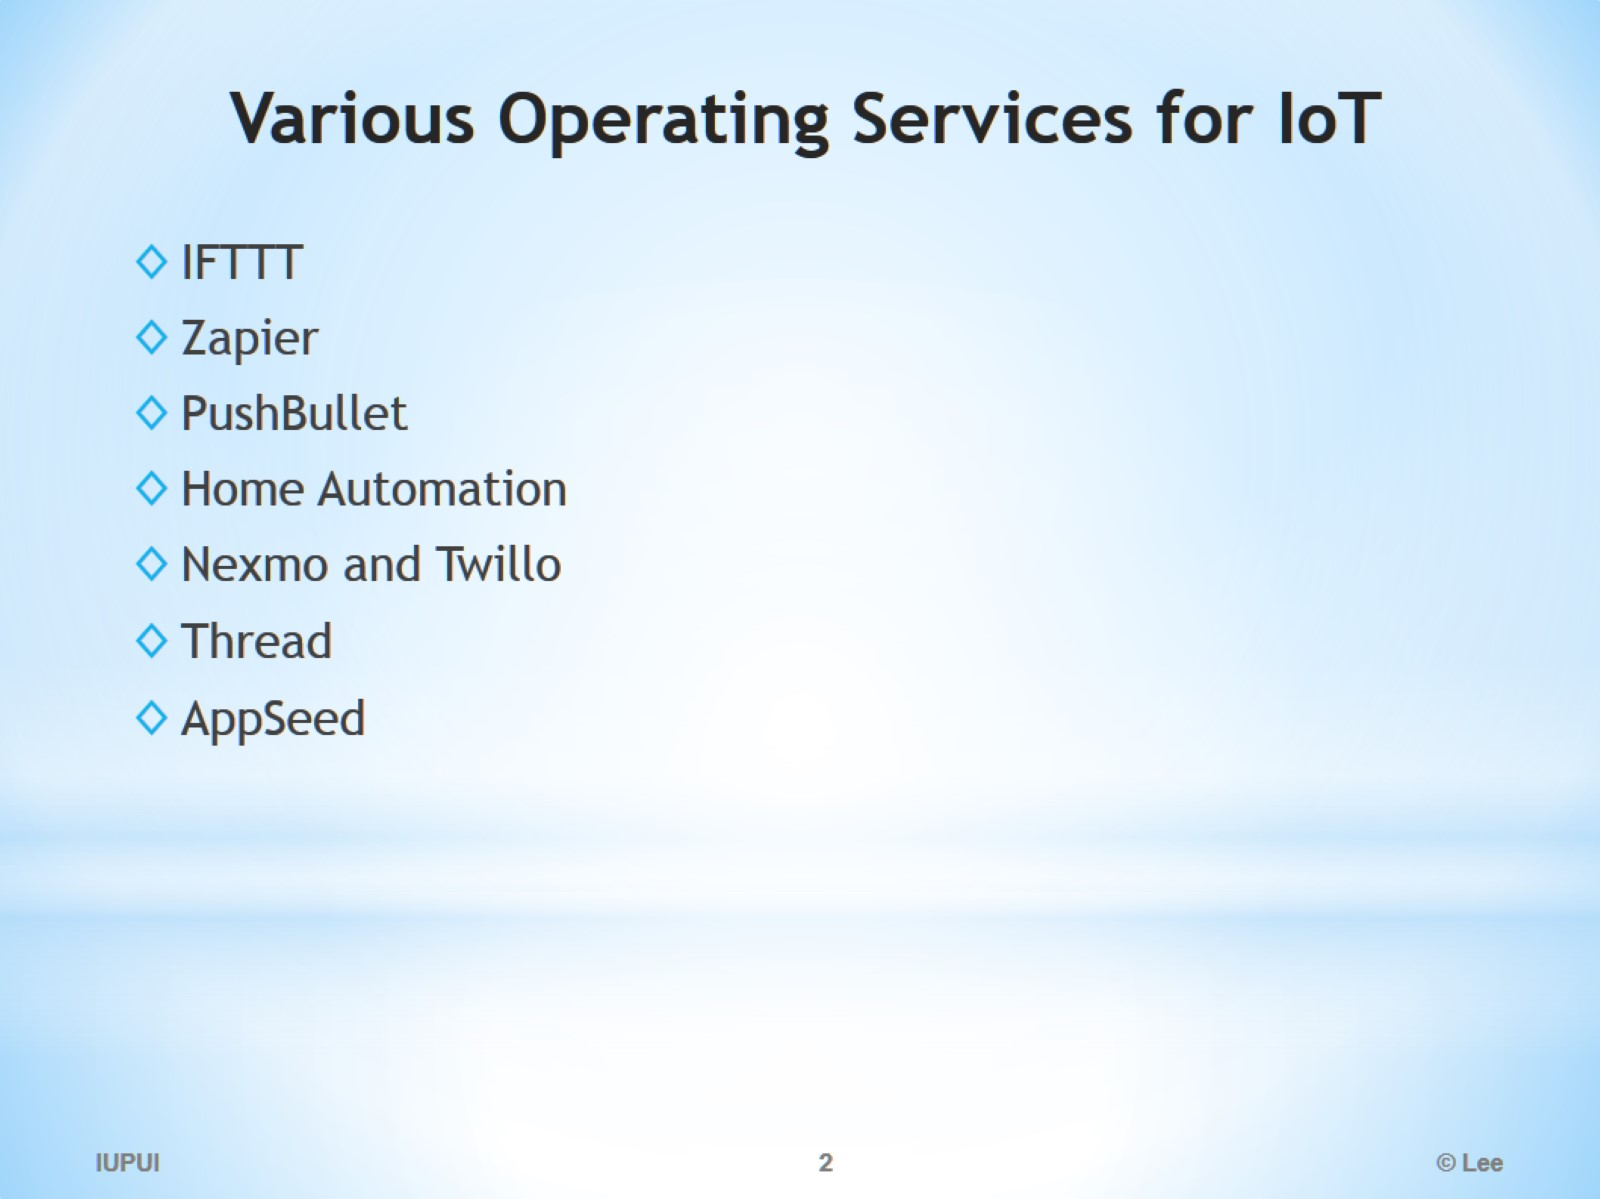 Various Operating Services for IoT
IFTTT
Zapier
PushBullet
Home Automation
Nexmo and Twillo
Thread
AppSeed
IUPUI
2
© Lee